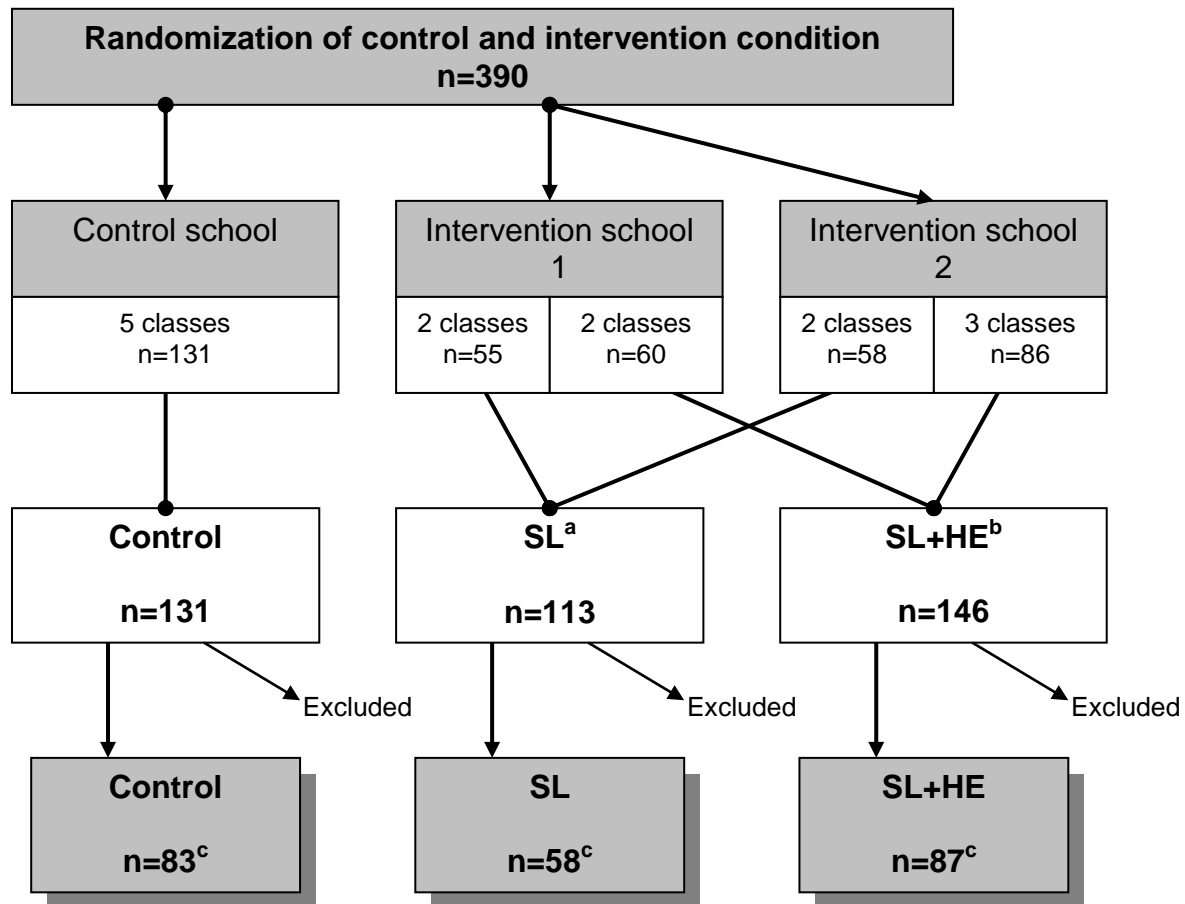 Randomization of control and intervention condition
n=390
Control school
Intervention school
1
Intervention school
2
5 classes
n=131
2 classes
n=55
2 classes
n=60
2 classes
n=58
3 classes
n=86
Control
n=131
SLᵃ
n=113
SL+HEᵇ
n=146
Excluded
Excluded
Excluded
Control
n=83ᶜ
SL
n=58ᶜ
SL+HE
n=87ᶜ